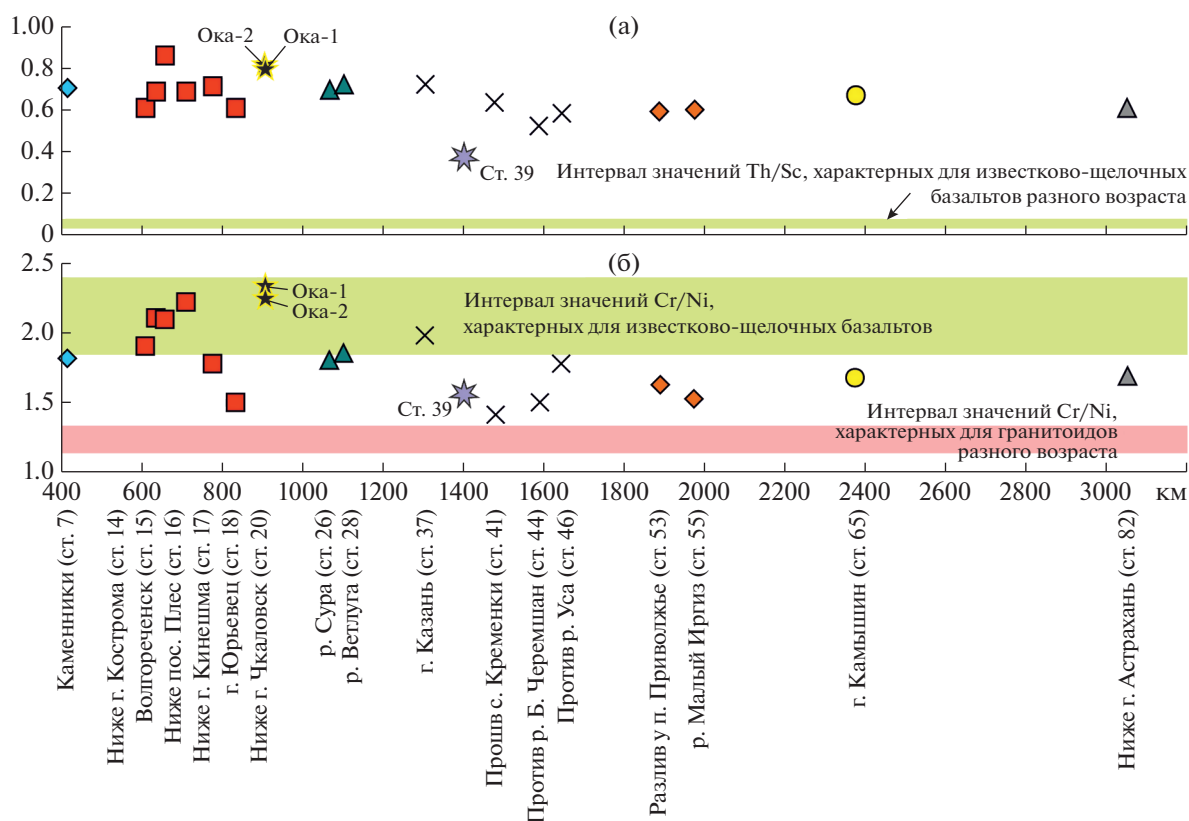 (а)
1.00
0.8
0.6
0.4
0.2
0
Ока-2
Ока-1
Ст. 39
Интервал значений Th/Sc, характерных для известково-щелочных
базальтов разного возраста
(б)
2.5
2.0
1.5
1.0
Ока-1
Ока-2
Интервал значений Cr/Ni,
характерных для известково-щелочных базальтов
Ст. 39
Интервал значений Cr/Ni,
характерных для гранитоидов
разного возраста
400 600 800 1000 1200 1400 1600 1800 2000 2200 2400 2600 2800 3000 км
Каменники (ст. 7)
Ниже г. Кострома (ст. 14)
Волгореченск (ст. 15)
Ниже пос. Плес (ст. 16)
Ниже г. Кинешма (ст. 17)
г. Юрьевец (ст. 18)
Ниже г. Чкаловск (ст. 20)
р. Сура (ст. 26)
р. Ветлуга (ст. 28)
г. Казань (ст. 37)
Прошв с. Кременки (ст. 41)
Против р. Б. Черемшан (ст. 44)
Против р. Уса (ст. 46)
Разлив у п. Приволжье (ст. 53)
р. Малый Иргиз (ст. 55)
г. Камышин (ст. 65)
Ниже г. Астрахань (ст. 82)